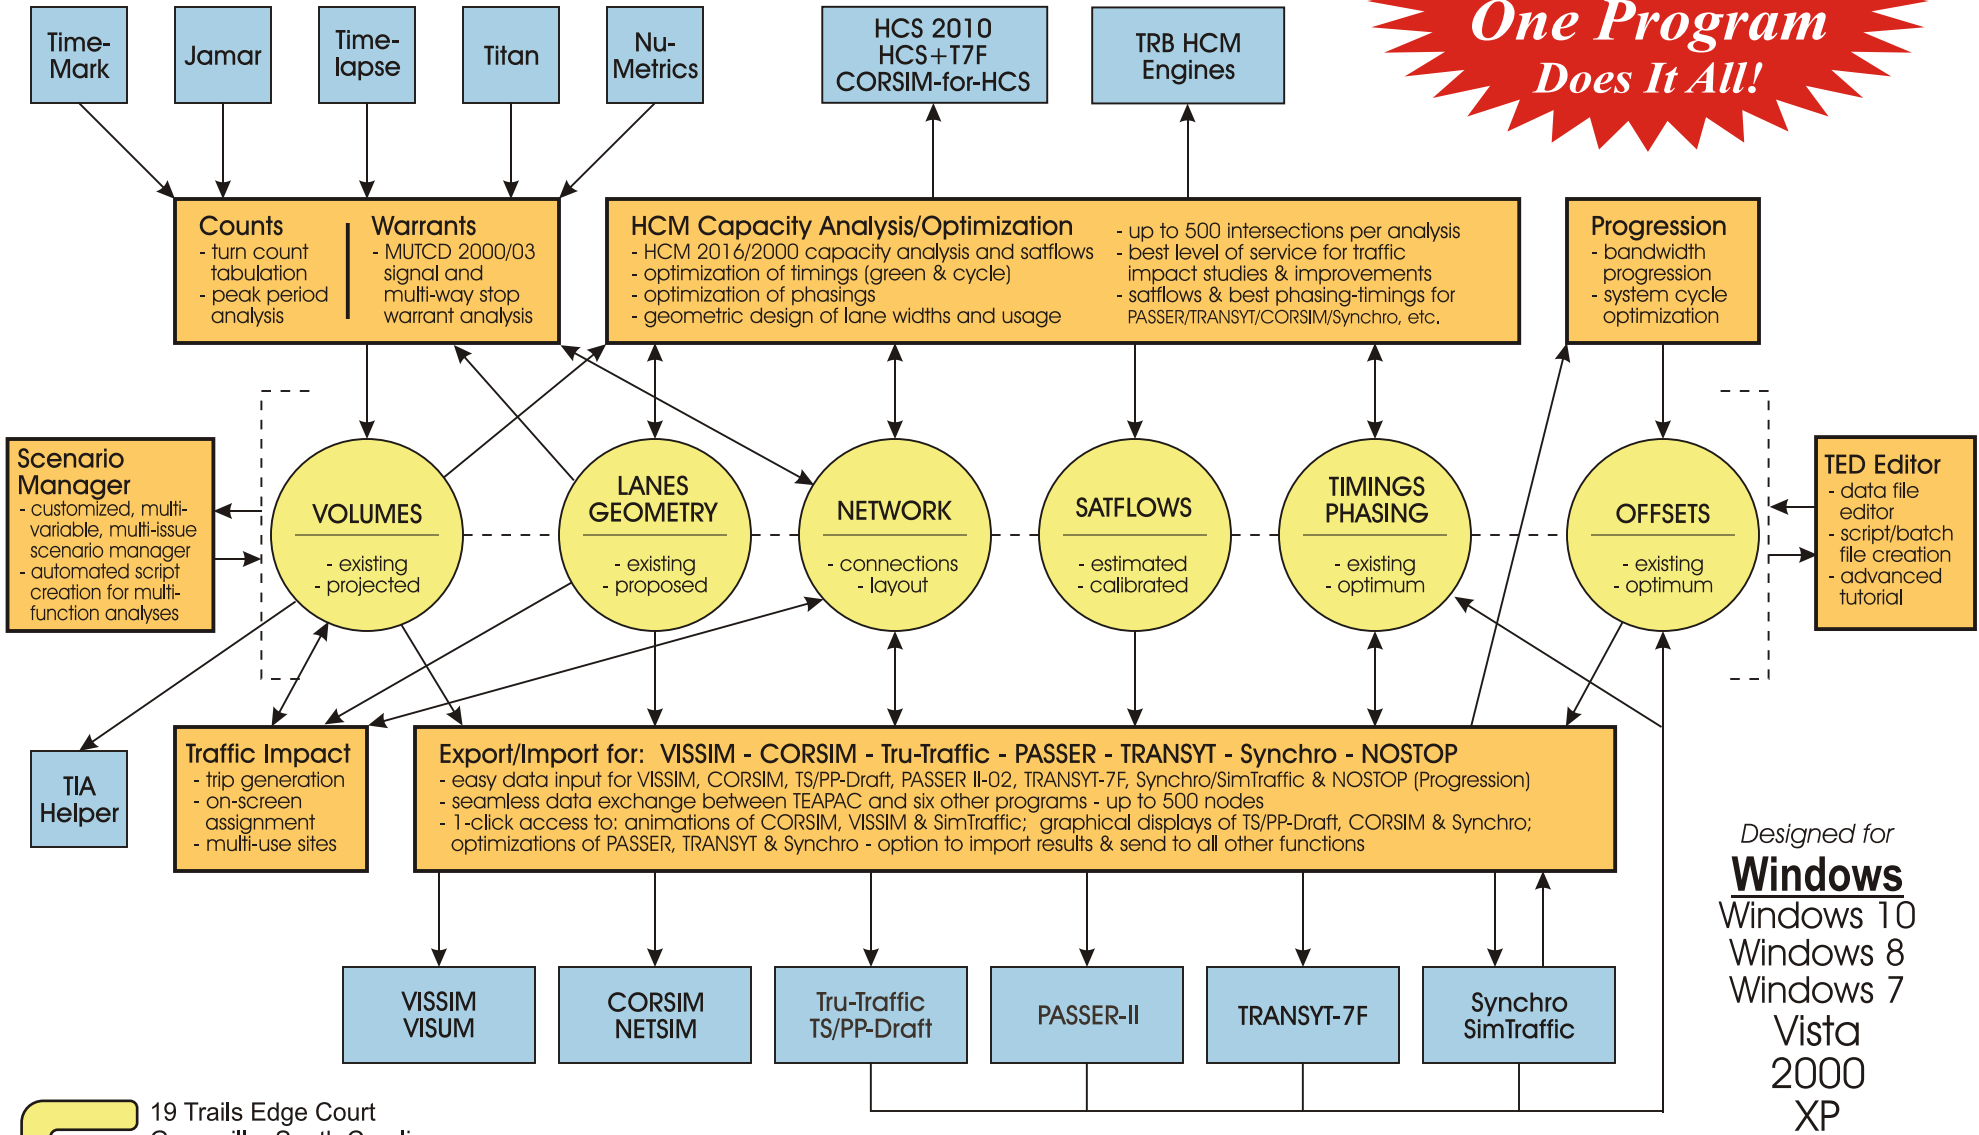 Time-
Mark
Jamar
Time-
lapse
Titan
Nu-
Metrics
HCS 2010
HCS+T7F
CORSIM-for-HCS
TRB HCM
Engines
One Program
Does It All!
Counts
- turn count
tabulation
- peak period
analysis
Warrants
- MUTCD 2000/03
signal and
multi-way stop
warrant analysis
HCM Capacity Analysis/Optimization
- HCM 2016/2000 capacity analysis and satflows
- optimization of timings (green & cycle)
- optimization of phasings
- geometric design of lane widths and usage
- up to 500 intersections per analysis
- best level of service for traffic
impact studies & improvements
- satflows & best phasing-timings for
PASSER/TRANSYT/CORSIM/Synchro, etc.
Progression
- bandwidth
progression
- system cycle
optimization
Scenario
Manager
- customized, multi-
variable, multi-issue
scenario manager
- automated script
creation for multi-
function analyses
VOLUMES
- existing
- projected
LANES
GEOMETRY
- existing
- proposed
NETWORK
- connections
- layout
SATFLOWS
- estimated
- calibrated
TIMINGS
PHASING
- existing
- optimum
OFFSETS
- existing
- optimum
TED Editor
- data file
editor
- script/batch
file creation
- advanced
tutorial
TIA
Helper
Traffic Impact
- trip generation
- on-screen
assignment
- multi-use sites
Export/Import for: VISSIM - CORSIM - Tru-Traffic - PASSER - TRANSYT - Synchro - NOSTOP
- easy data input for VISSIM, CORSIM, TS/PP-Draft, PASSER II-02, TRANSYT-7F, Synchro/SimTraffic & NOSTOP (Progression)
- seamless data exchange between TEAPAC and six other programs - up to 500 nodes
- 1-click access to: animations of CORSIM, VISSIM & SimTraffic; graphical displays of TS/PP-Draft, CORSIM & Synchro;
optimizations of PASSER, TRANSYT & Synchro - option to import results & send to all other functions
VISSIM
VISUM
CORSIM
NETSIM
Tru-Traffic
TS/PP-Draft
PASSER-II
TRANSYT-7F
Synchro
SimTraffic
Designed for
Windows
Windows 10
Windows 8
Windows 7
Vista
2000
XP
19 Trails Edge Court